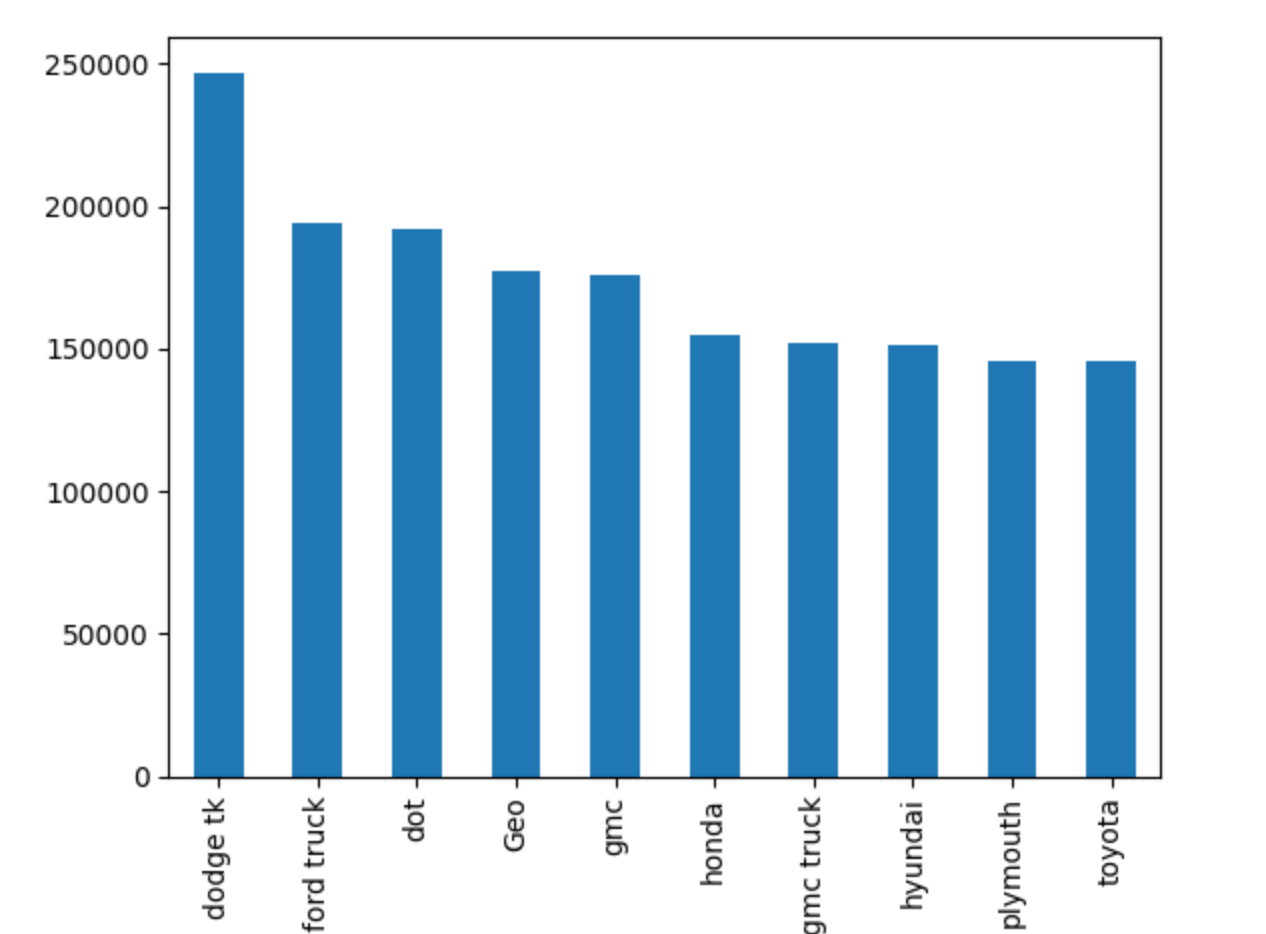 250000
200000
150000
100000
50000
0
dodge tk
ford truck
dot
Geo
gmc
honda
gmc truck
hyundai
plymouth
toyota